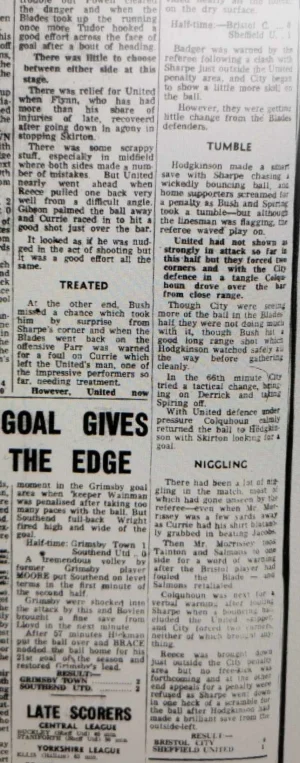 the danger and when the
Blades took up the running
once more Tudor hooked a
good effort across the face of
goal after a bout of heading.
There was little to choose
between either side at this
stage.
There was relief for United
when Flynn, who has had
more than his share of
injuries of late, recoverd
after going down in agony in
stopping Skirton.
There was some scrappy
stuff, especially in midfield
where both sides made a num-
ber of mistakes. But United
nearly went ahead when
Reece pulled one back very
well from a difficult angle.
Gibson palmed the ball away
and Currie raced in to hit a
good shot just over the bar.
It looked as if he was nud-
ged in the act of shooting but
it was a good effort all the
same.
TREATED
At the other end, Bush
missed a chance which took
him by surprise from
Sharpe's corner and when the
Blades went back on the
offensive Parr was warned
for a foul on Currie which
left the United's man, one of
the impressive performers so
far, needing treatment.
However, United now
GOAL GIVES
THE EDGE
moment in the Grimsby goal
area when keeper Wainman
was penalised after taking too
many paces with the ball. But
Southend full-back Wright
fired high and wide of the
goal.
Half-time: Grimsby Town 1
Southend Utd . 0
A tremendous volley by
former Grimsby player
MOORE put Southend on level
terms in the first minute of
the second half.
Grimsby were shocked into
the attack by this and Bovien
brought a fine save from
in the next minute.
After 57 minutes Hickman
put the ball over and BRACE
nodded the ball home for his
21st goal of the season and
restored Grimsby's lead.
RESULT—
GRIMSBY TOWN
SOUTHEND UTD.
LATE SCORERS
CENTRAL LEAGUE
YORKSHIRE LEAGUE
on the dry surface.
Half-time:—Bristol C. .. 4
Sheffield U. .. 1
Badger was warned by the
referee following a clash with
Sharpe just outside the United
penalty area, and City began
to show a little more skill on
the ball.
However, they were getting
little change from the Blades
defenders.
TUMBLE
Hodgkinson made a smart
save with Sharpe chasing a
wickedly bouncing ball, and
home supporters screamed for
a penalty as Bush and Spring
took a tumble—but although
the linesman was flagging, the
referee waved play on.
United had not shown as
strongly in attack so far in
this half but they forced two
corners and with the City
defence in a tangle Colqu-
houn drove over the bar
from close range.
Though City were seeing
more of the ball in the Blades
half they were not doing much
with it, though Bush hit a
good long range shot which
Hodgkinson watched safely all
the way before gathering
cleanly.
In the 66th minute City
tried a tactical change, bring-
ing on Derrick and taking
Spiring off.
With United defence under
pressure Colquhoun calmly
returned the ball to Hodgkin-
son with Skirton looking for a
goal.
NIGGLING
There had been a lot of nig-
gling in the match, most of
which had gone unseen by the
referee—even when Mor-
rissey was a few yards away
as Currie had his shirt blatant-
ly grabbed in beating Jacobs.
Then Mr. Morrissey took
Tainton and Salmons to one
side for a word of warning
after the Bristol player had
fouled the Blade — and
Salmons retaliated
Colquhoun was next for a
verbal warning after fouling
Sharpe when a bouncing ball
eluded the United skipper,
and City forced two corners,
neither of which brought any-
thing.
Reece was brought down
just outside the City penalty
area but no free-kick was
forthcoming and at the other
end appeals for a penalty were
refused as Sharpe went down
in one heck of a scramble for
the ball after Hodgkinson had
made a brilliant save from the
outside-left.
RESULT—
BRISTOL CITY
SHEFFIELD UNITED